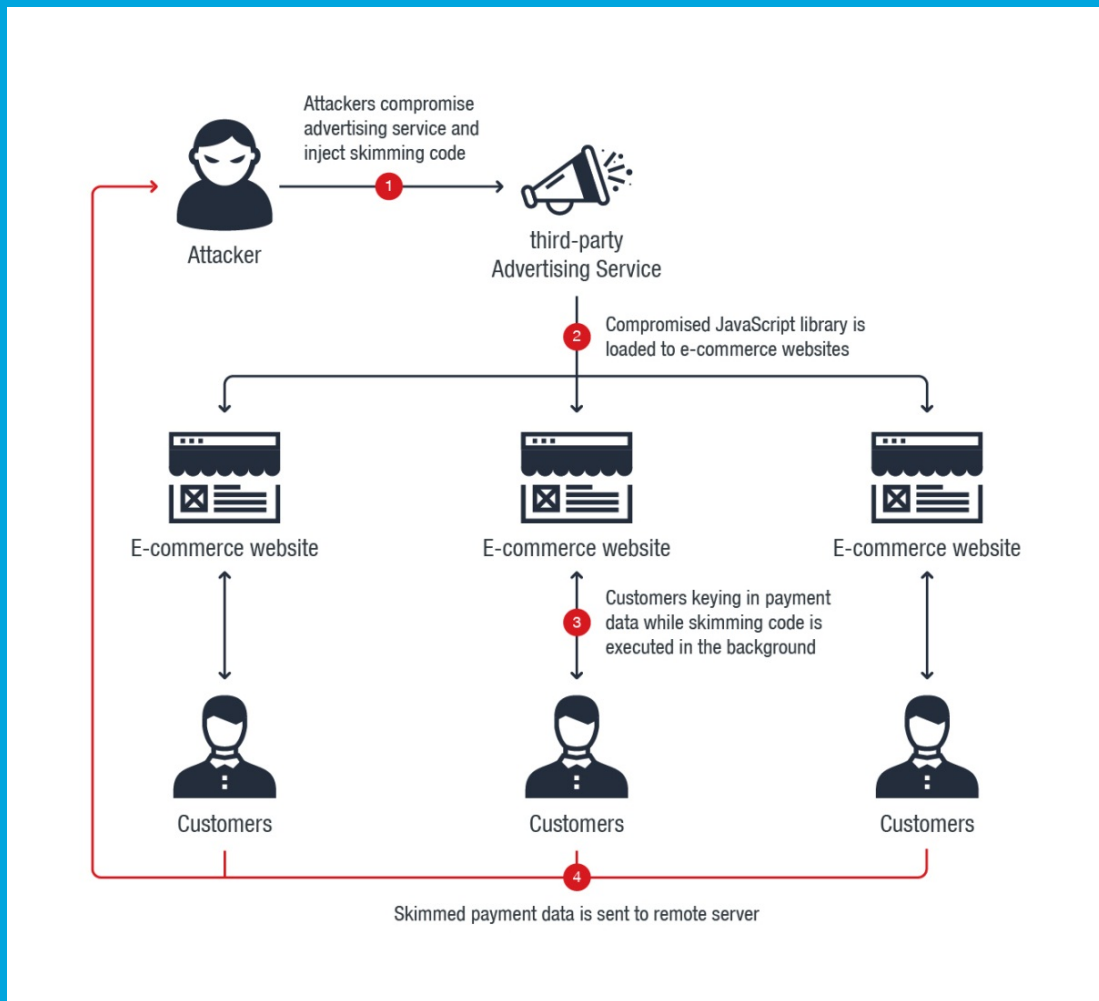 Attackers compromise
advertising service and
inject skimming code
1
Attacker
third-party
Advertising Service
2
Compromised JavaScript library is
loaded to e-commerce websites
E-commerce website
E-commerce website
E-commerce website
3
Customers keying in payment
data while skimming code is
executed in the background
Customers
Customers
Customers
4
Skimmed payment data is sent to remote server